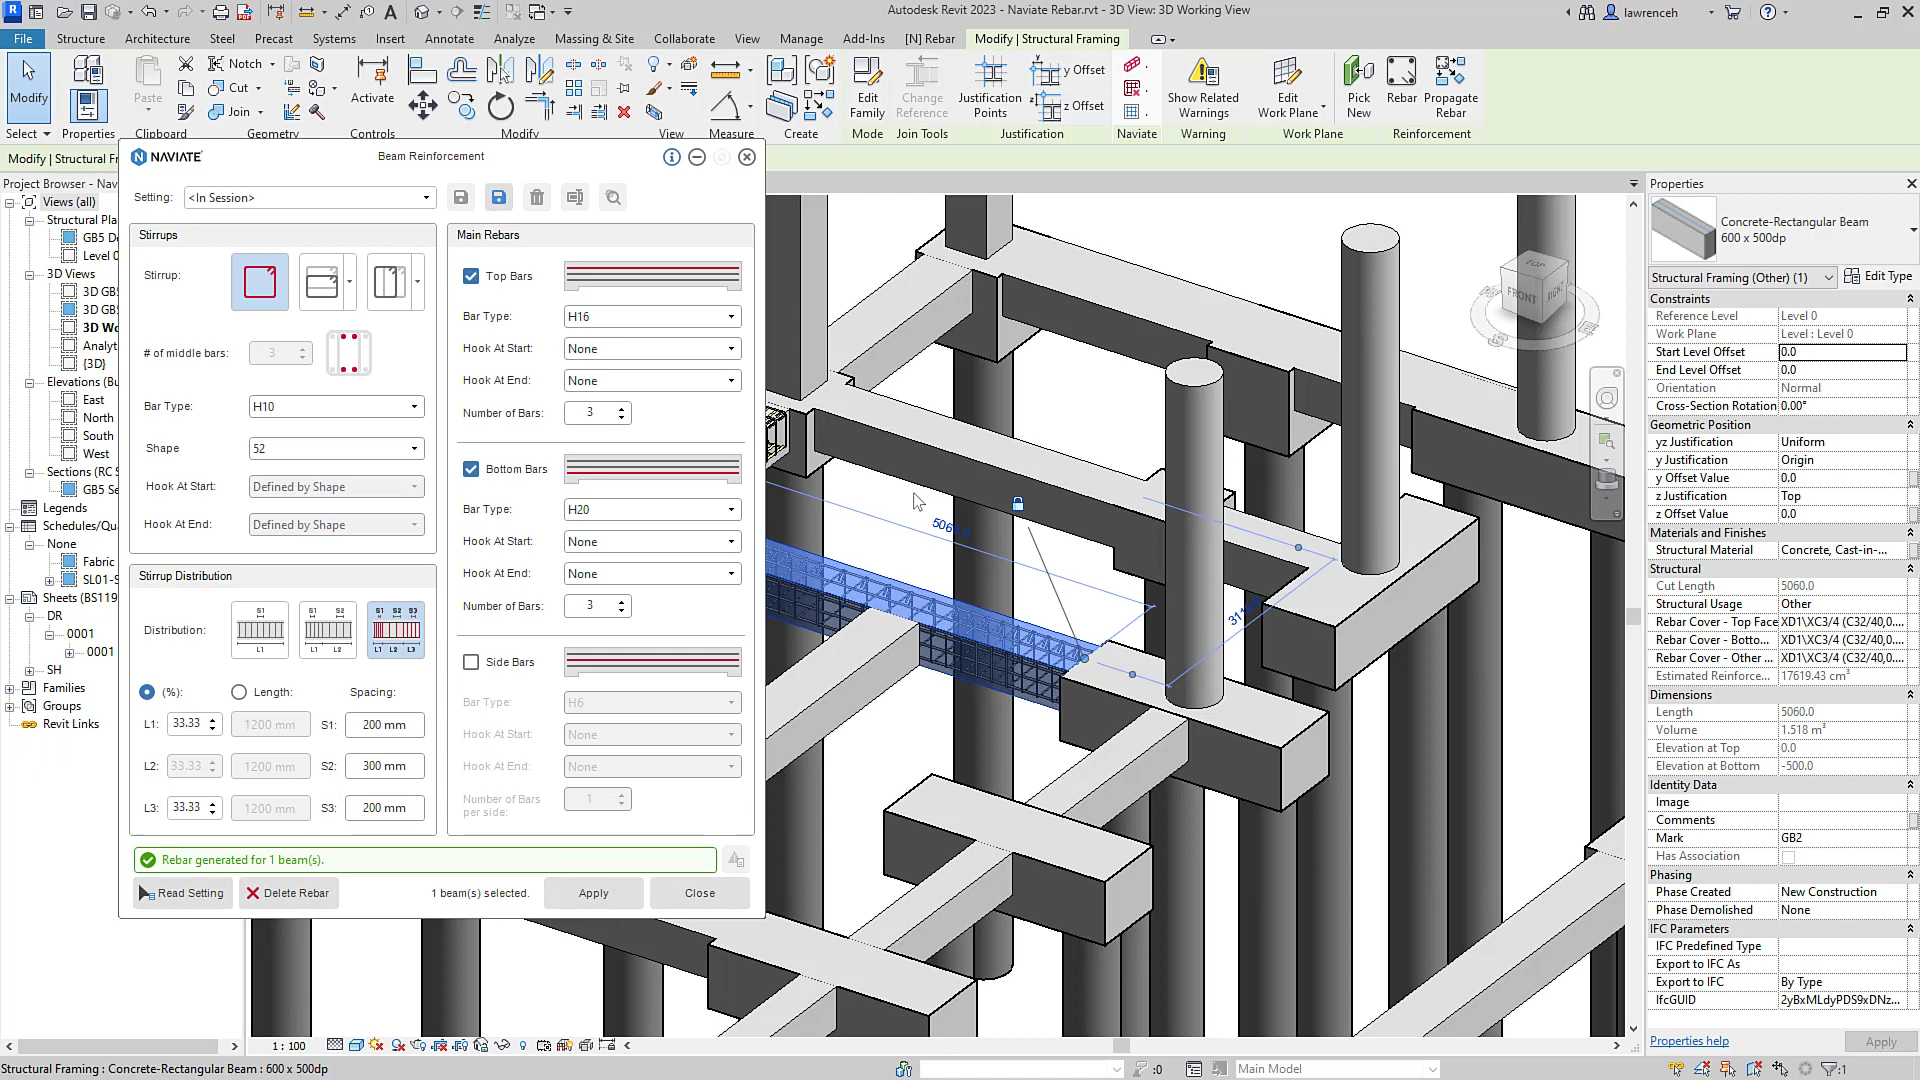 Autodesk Revit 2023 - Naviate Rebar.rvt - 3D View: 3D Working View
lawrenceh
File Structure Architecture Steel Precast Systems Insert Annotate Analyze Massing & Site Collaborate View Manage Add-Ins [N] Rebar Modify | Structural Framing
Modify
Paste
Notch
Cut
Join
Activate
Edit
Family
Change
Reference
Justification
Points
y Offset
z Offset
Show Related
Warnings
Edit
Work Plane
Pick
New
Rebar
Propagate
Rebar
Select Properties Clipboard Geometry Controls Modify View Measure Create Mode Join Tools Justification Naviate Warning Work Plane Reinforcement
Modify | Structural Fr
Project Browser - Nav
Views (all)
Structural Pla
GB5 De
Level 0
3D Views
3D GB
3D GB
3D Wo
Analyt
{3D}
Elevations (Bu
East
North
South
West
Sections (RC S
GB5 Se
Legends
Schedules/Qua
None
Fabric
SL01-S
Sheets (BS119
DR
0001
0001
SH
Families
Groups
Revit Links
NAVIATE
Beam Reinforcement
Setting: <In Session>
Stirrups
Stirrup:
# of middle bars: 3
Bar Type: H10
Shape 52
Hook At Start: Defined by Shape
Hook At End: Defined by Shape
Stirrup Distribution
Distribution:
S1
L1
S1 S2
L1 L2
S1 S2 S3
L1 L2 L3
(%): Length: Spacing:
L1: 33.33 1200 mm S1: 200 mm
L2: 33.33 1200 mm S2: 300 mm
L3: 33.33 1200 mm S3: 200 mm
Main Rebars
Top Bars
Bar Type: H16
Hook At Start: None
Hook At End: None
Number of Bars: 3
Bottom Bars
Bar Type: H20
Hook At Start: None
Hook At End: None
Number of Bars: 3
Side Bars
Bar Type: H6
Hook At Start: None
Hook At End: None
Number of Bars
per side: 1
Rebar generated for 1 beam(s).
Read Setting Delete Rebar 1 beam(s) selected. Apply Close
TOP
FRONT
RIGHT
Properties
Concrete-Rectangular Beam
600 x 500dp
Structural Framing (Other) (1) Edit Type
Constraints
Reference Level Level 0
Work Plane Level : Level 0
Start Level Offset 0.0
End Level Offset 0.0
Orientation Normal
Cross-Section Rotation 0.00°
Geometric Position
yz Justification Uniform
y Justification Origin
y Offset Value 0.0
z Justification Top
z Offset Value 0.0
Materials and Finishes
Structural Material Concrete, Cast-in-...
Structural
Cut Length 5060.0
Structural Usage Other
Rebar Cover - Top Face XD1\XC3/4 (C32/40,0....
Rebar Cover - Botto... XD1\XC3/4 (C32/40,0....
Rebar Cover - Other ... XD1\XC3/4 (C32/40,0....
Estimated Reinforce... 17619.43 cm³
Dimensions
Length 5060.0
Volume 1.518 m³
Elevation at Top 0.0
Elevation at Bottom -500.0
Identity Data
Image
Comments
Mark GB2
Has Association
Phasing
Phase Created New Construction
Phase Demolished None
IFC Parameters
IFC Predefined Type
Export to IFC As
Export to IFC By Type
IfcGUID 2yBxMLdyPDS9xDNz...
Properties help Apply
1 : 100
Structural Framing : Concrete-Rectangular Beam : 600 x 500dp
:0
Main Model
:1